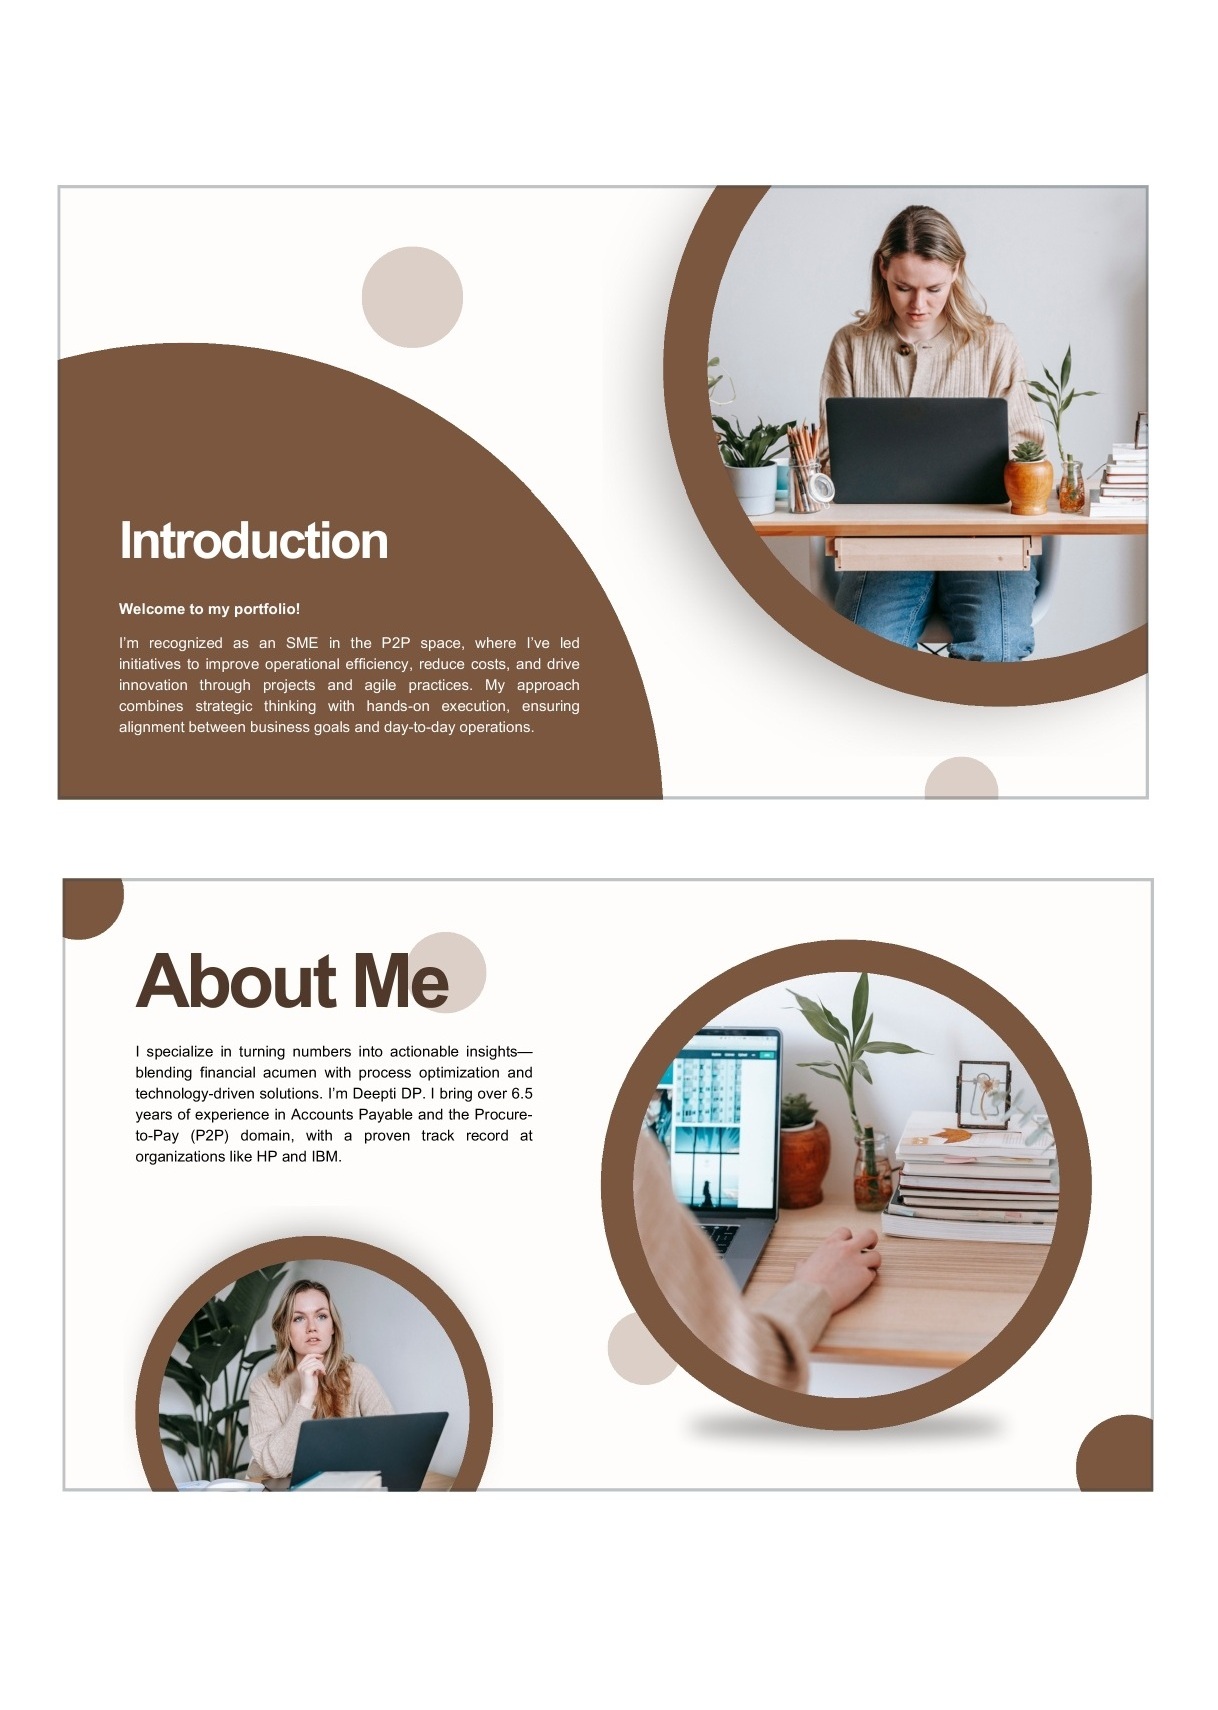 Introduction
Welcome to my portfolio!
I’m recognized as an SME in the P2P space, where I’ve led
initiatives to improve operational efficiency, reduce costs, and drive
innovation through projects and agile practices. My approach
combines strategic thinking with hands-on execution, ensuring
alignment between business goals and day-to-day operations.
About Me
I specialize in turning numbers into actionable insights—
blending financial acumen with process optimization and
technology-driven solutions. I’m Deepti DP. I bring over 6.5
years of experience in Accounts Payable and the Procure-
to-Pay (P2P) domain, with a proven track record at
organizations like HP and IBM.